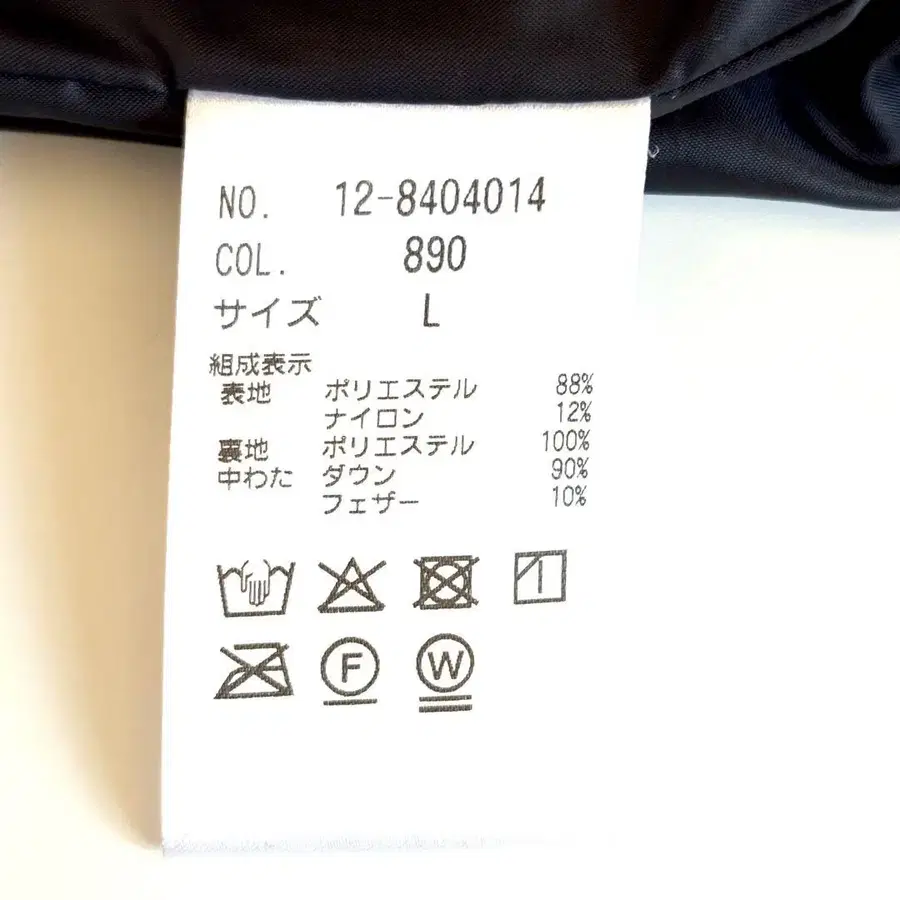 NO. 12-8404014
COL. 890
サイズ L
組成表示
表地 ポリエステル 88%
ナイロン 12%
裏地 ポリエステル 100%
中わた ダウン 90%
フェザー 10%
F W